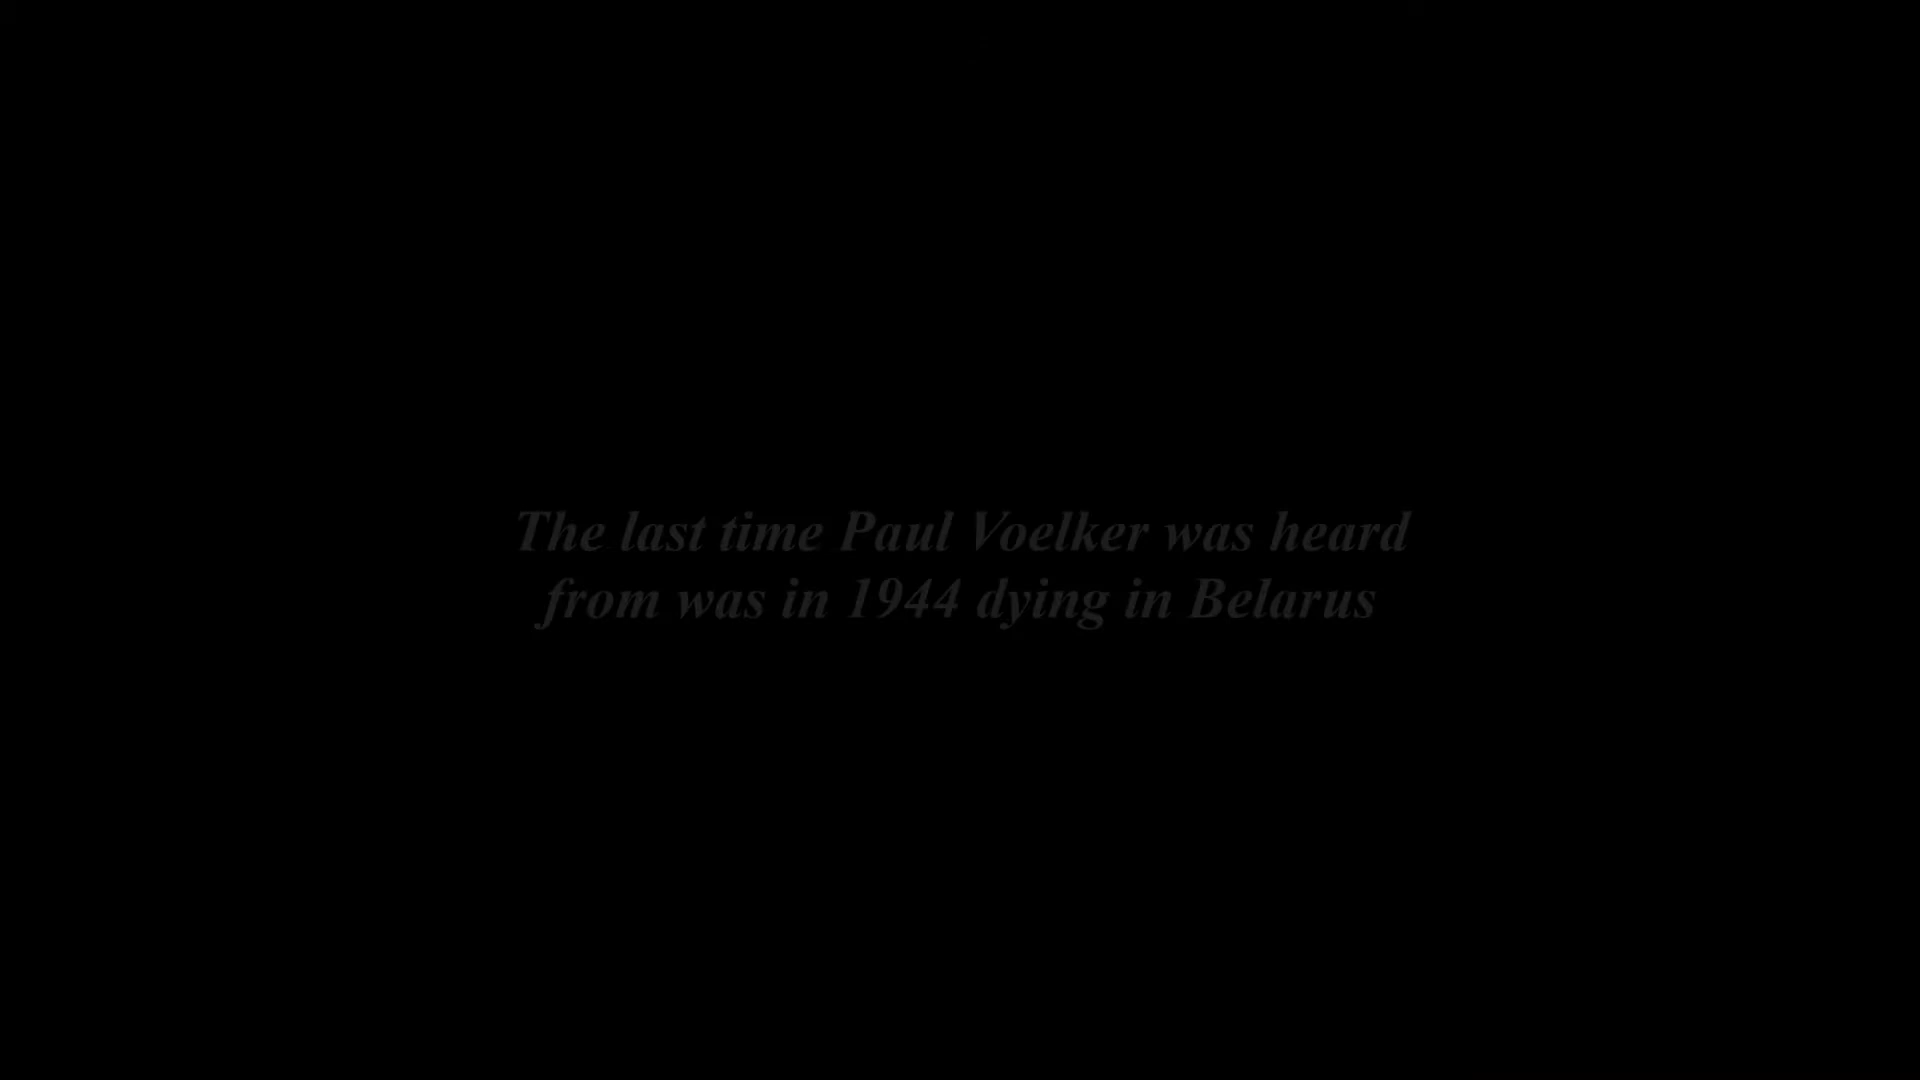 The last time Paul Voelker was heard
from was in 1944 dying in Belarus